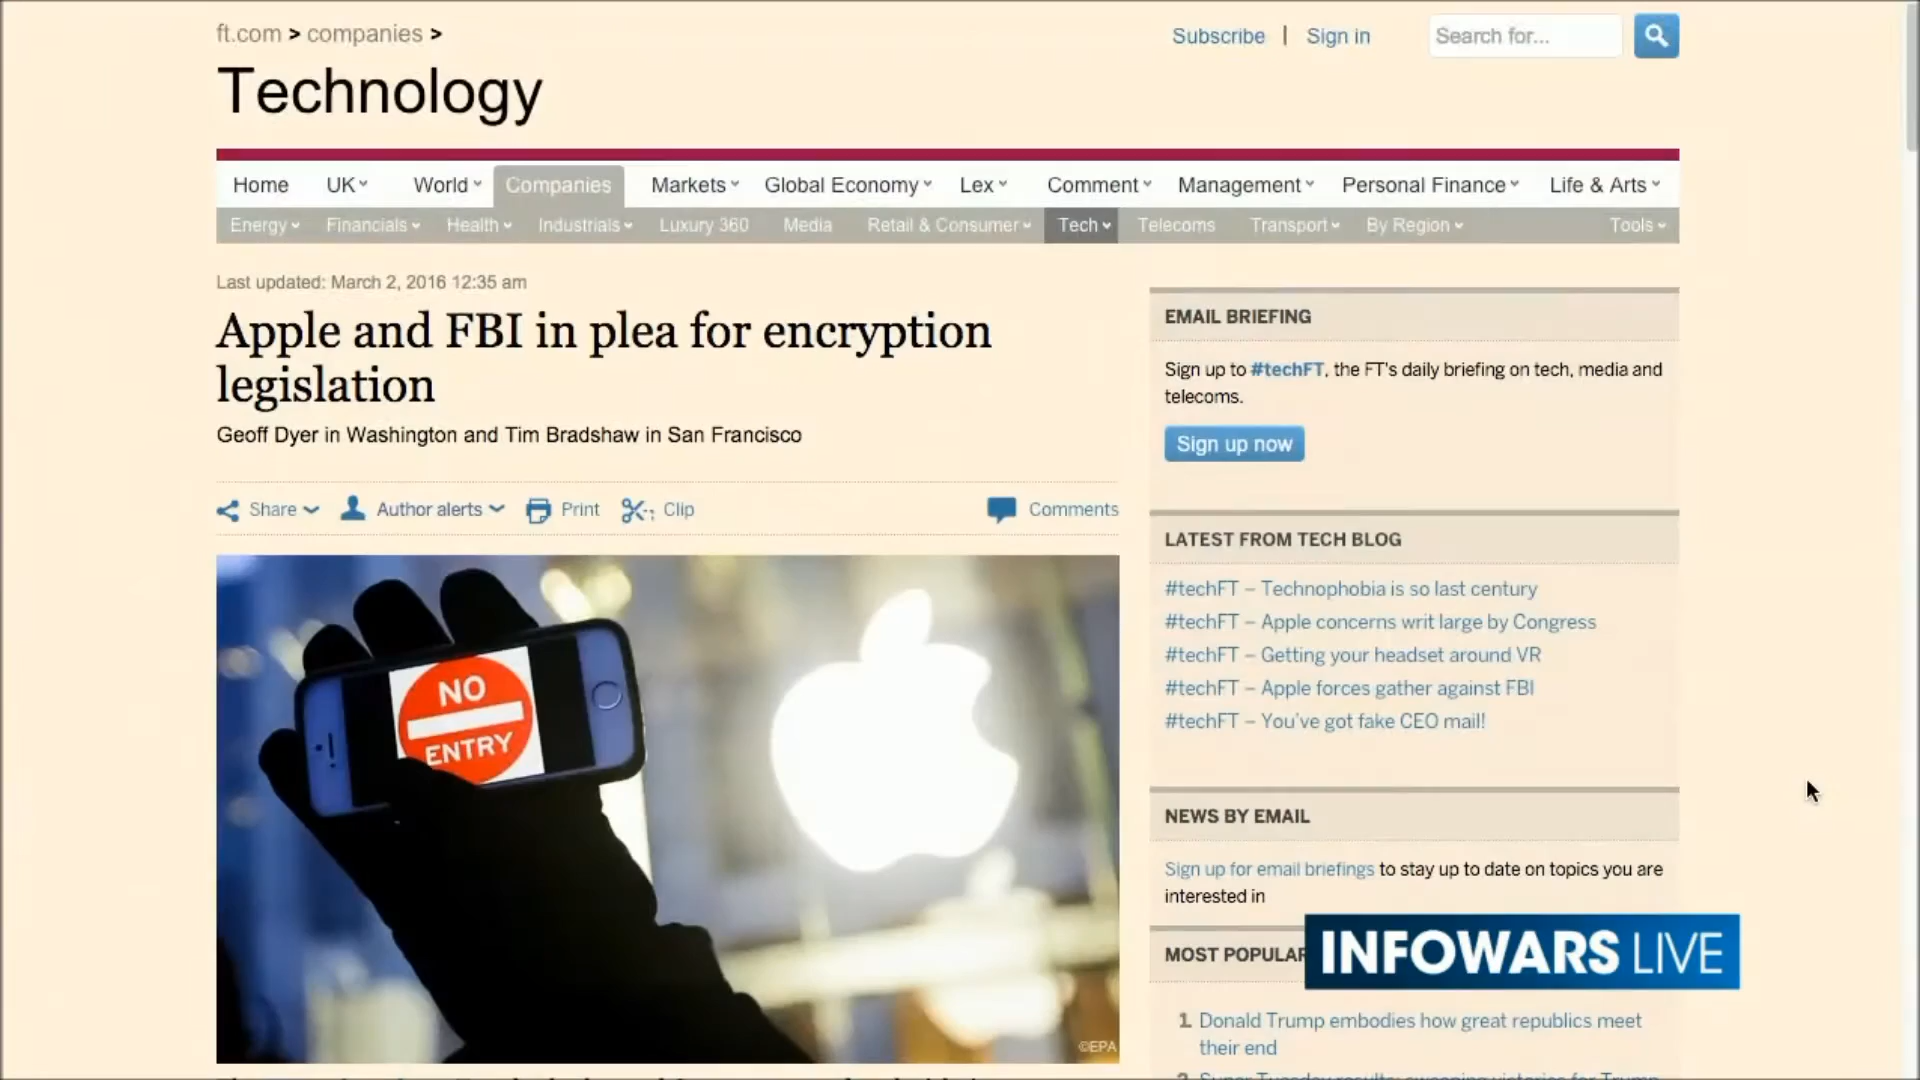 ft.com > companies >
Subscribe | Sign in
Search for...
Technology
Home UK World Companies Markets Global Economy Lex Comment Management Personal Finance Life & Arts
Energy Financials Health Industrials Luxury 360 Media Retail & Consumer Tech Telecoms Transport By Region Tools
Last updated: March 2, 2016 12:35 am
Apple and FBI in plea for encryption
legislation
Geoff Dyer in Washington and Tim Bradshaw in San Francisco
Share Author alerts Print Clip Comments
NO
ENTRY
©EPA
EMAIL BRIEFING
Sign up to #techFT, the FT's daily briefing on tech, media and
telecoms.
Sign up now
LATEST FROM TECH BLOG
#techFT – Technophobia is so last century
#techFT – Apple concerns writ large by Congress
#techFT – Getting your headset around VR
#techFT – Apple forces gather against FBI
#techFT – You've got fake CEO mail!
NEWS BY EMAIL
Sign up for email briefings to stay up to date on topics you are
interested in
MOST POPULAR
INFOWARS LIVE
1. Donald Trump embodies how great republics meet
their end